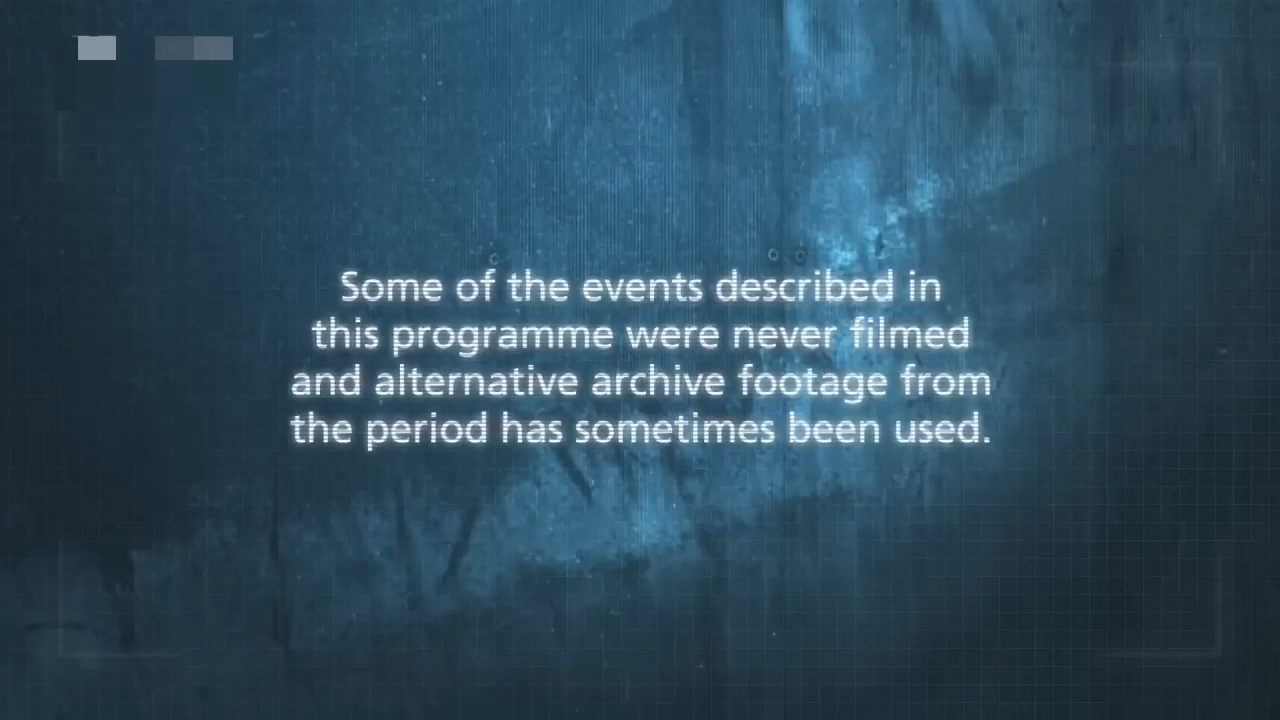 Some of the events described in
this programme were never filmed
and alternative archive footage from
the period has sometimes been used.